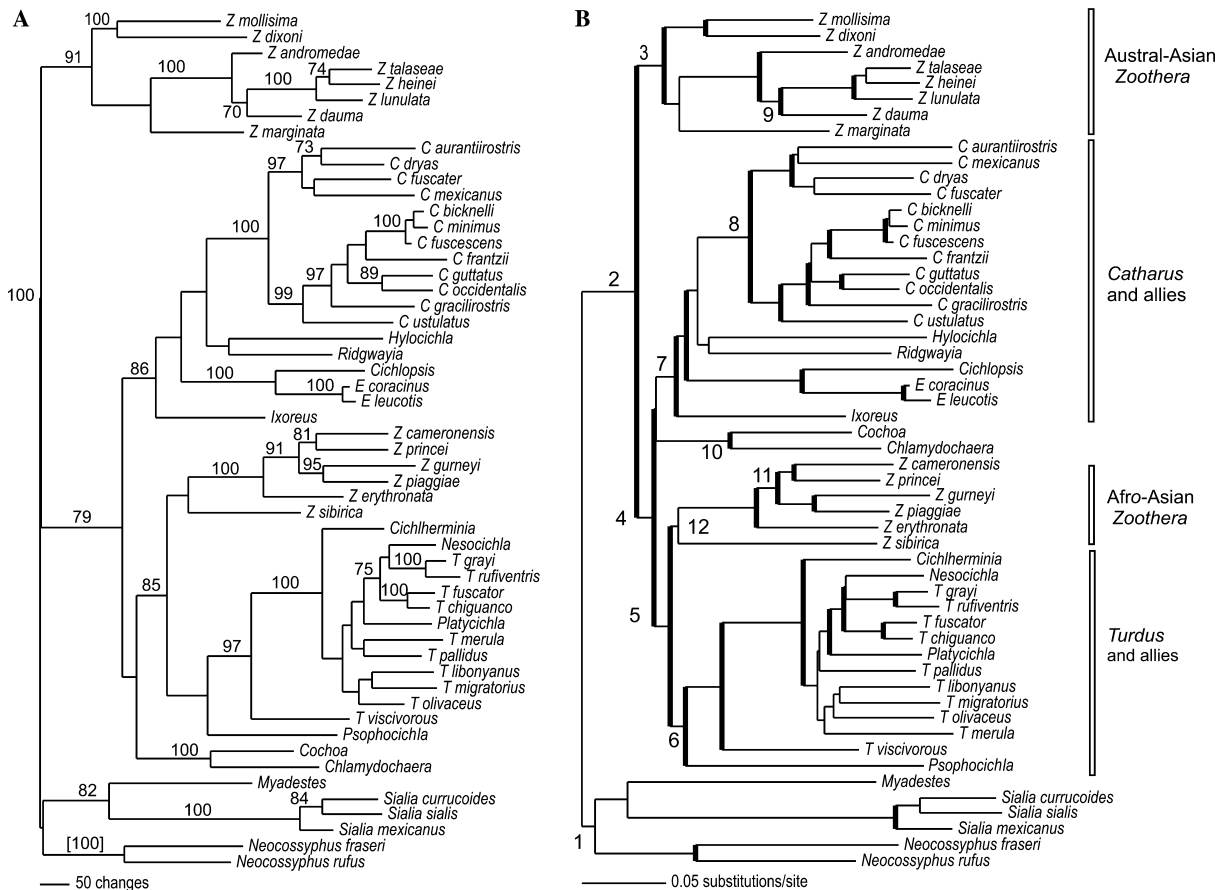 A
100
Z mollisima
Z dixoni
91
Z andromedae
100
74
Z talaseae
100
Z heinei
Z lunulata
70
Z dauma
Z marginata
73
C aurantiirostris
97
C dryas
C fuscater
C mexicanus
C bicknelli
100
C minimus
100
C fuscescens
C frantzii
97
89
C guttatus
C occidentalis
99
C gracilirostris
C ustulatus
100
Hylocichla
Ridgwayia
86
100
Cichlopsis
100
E coracinus
E leucotis
Ixoreus
81
Z cameronensis
91
Z princei
100
95
Z gurneyi
Z piaggiae
Z erythronata
Z sibirica
79
Cichlherminia
Nesocichla
100
T grayi
75
T rufiventris
85
100
100
T fuscator
T chiguanco
Platycichla
T merula
97
T pallidus
T libonyanus
T migratorius
T olivaceus
T viscivorous
Psophocichla
100
Cochoa
Chlamydochaera
Myadestes
82
84
Sialia currucoides
100
Sialia sialis
Sialia mexicanus
[100]
Neocossyphus fraseri
Neocossyphus rufus
50 changes
B
Z mollisima
Z dixoni
3
Z andromedae
Z talaseae
Z heinei
Z lunulata
9
Z dauma
Z marginata
Austral-Asian
Zoothera
C aurantiirostris
C mexicanus
C dryas
C fuscater
C bicknelli
8
C minimus
C fuscescens
C frantzii
2
C guttatus
C occidentalis
C gracilirostris
C ustulatus
Hylocichla
Ridgwayia
7
Cichlopsis
E coracinus
E leucotis
Ixoreus
Catharus
and allies
Cochoa
10
Chlamydochaera
Z cameronensis
11
Z princei
Z gurneyi
4
Z piaggiae
12
Z erythronata
Z sibirica
Afro-Asian
Zoothera
Cichlherminia
Nesocichla
T grayi
T rufiventris
5
T fuscator
T chiguanco
Platycichla
T pallidus
T libonyanus
T migratorius
T olivaceus
6
T merula
T viscivorous
Psophocichla
Turdus
and allies
Myadestes
Sialia currucoides
Sialia sialis
Sialia mexicanus
1
Neocossyphus fraseri
Neocossyphus rufus
0.05 substitutions/site